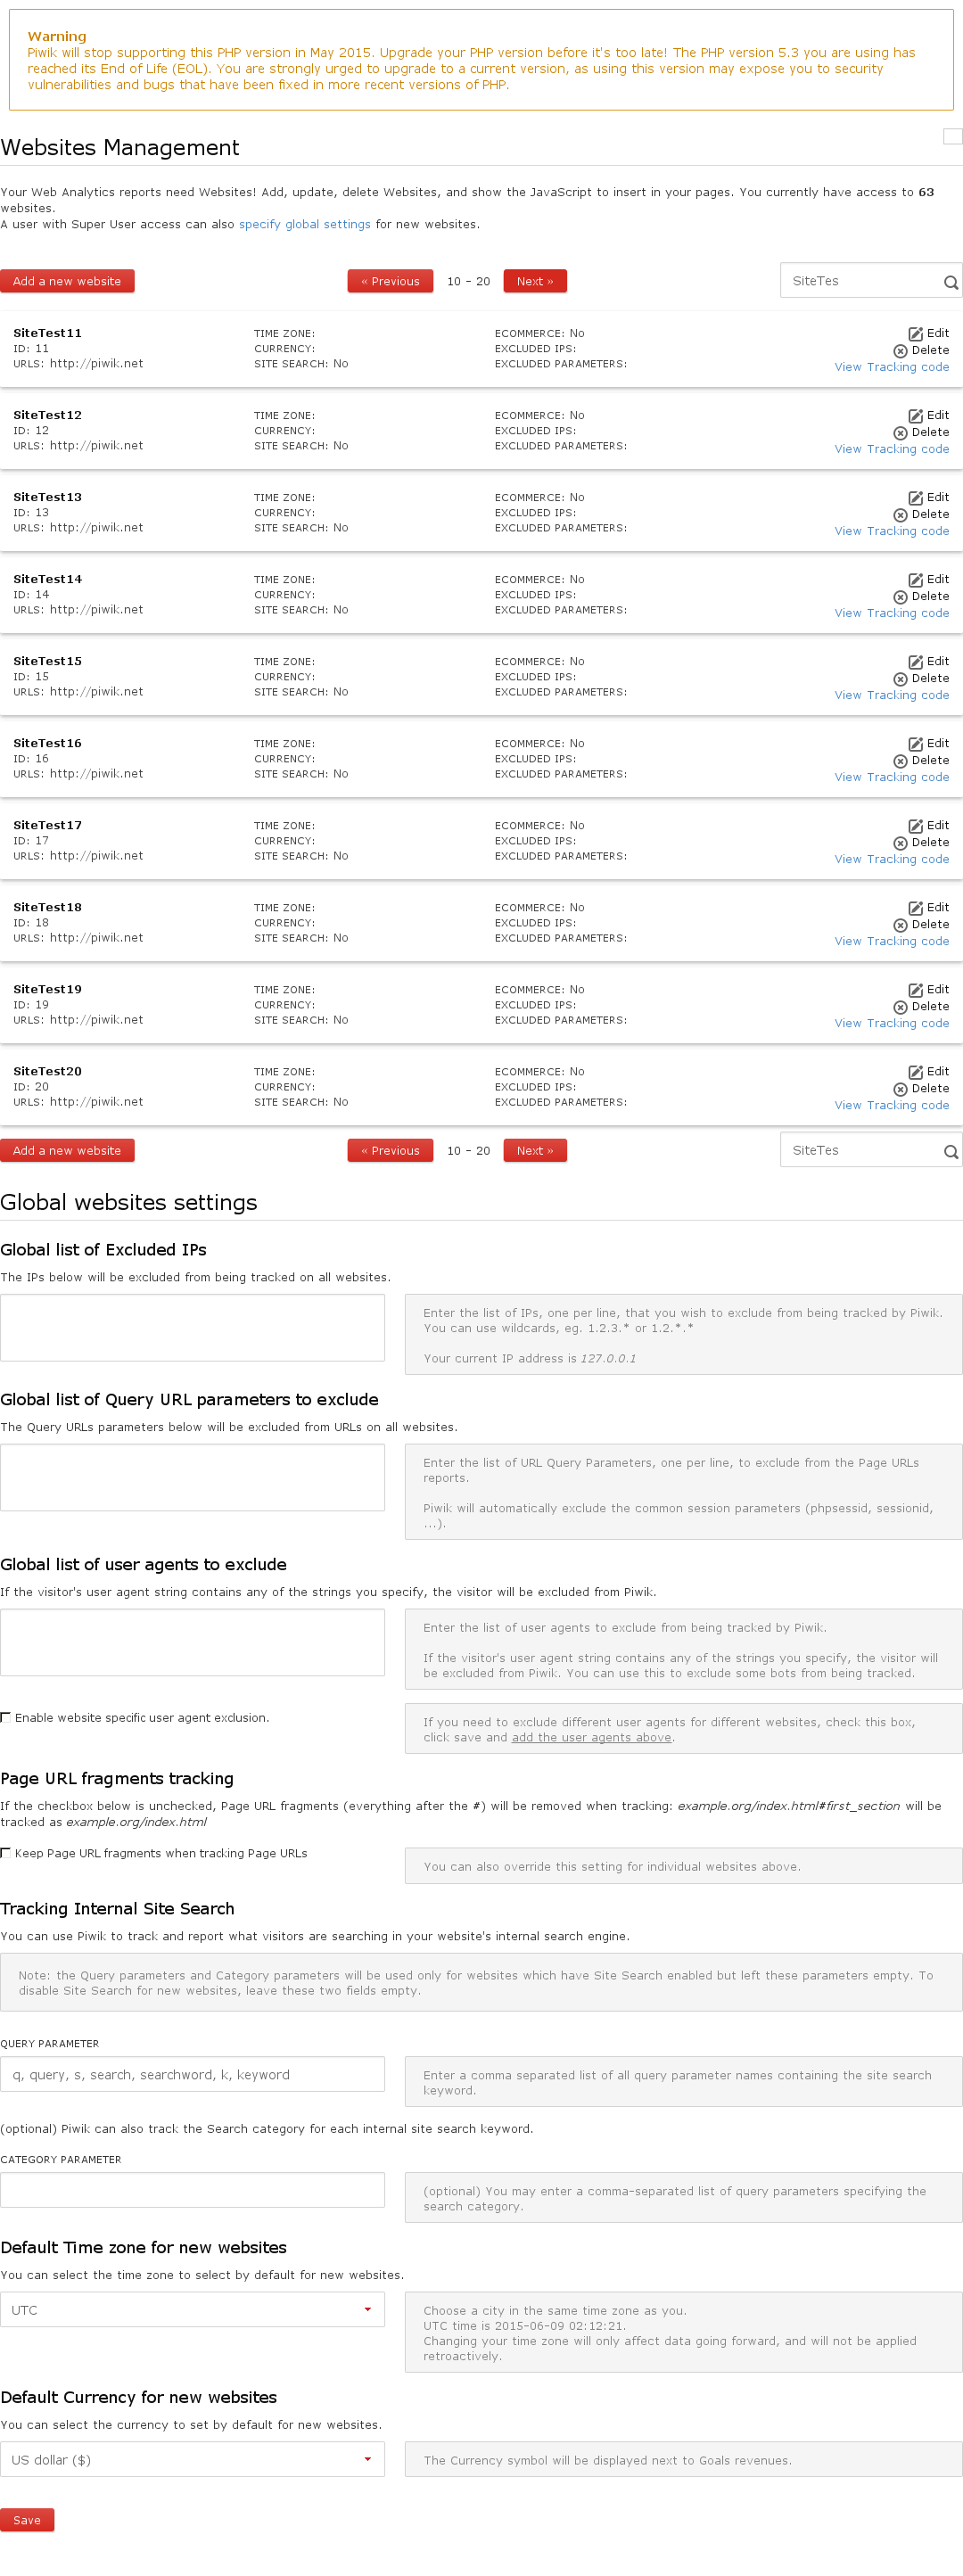 Warning
Piwik will stop supporting this PHP version in May 2015. Upgrade your PHP version before it's too late! The PHP version 5.3 you are using has
reached its End of Life (EOL). You are strongly urged to upgrade to a current version, as using this version may expose you to security
vulnerabilities and bugs that have been fixed in more recent versions of PHP.
Websites Management
Your Web Analytics reports need Websites! Add, update, delete Websites, and show the JavaScript to insert in your pages. You currently have access to 63
websites.
A user with Super User access can also specify global settings for new websites.
Add a new website « Previous 10 - 20 Next » SiteTes
SiteTest11 TIME ZONE: ECOMMERCE: No Edit
ID: 11 CURRENCY: EXCLUDED IPS: Delete
URLS: http://piwik.net SITE SEARCH: No EXCLUDED PARAMETERS: View Tracking code
SiteTest12 TIME ZONE: ECOMMERCE: No Edit
ID: 12 CURRENCY: EXCLUDED IPS: Delete
URLS: http://piwik.net SITE SEARCH: No EXCLUDED PARAMETERS: View Tracking code
SiteTest13 TIME ZONE: ECOMMERCE: No Edit
ID: 13 CURRENCY: EXCLUDED IPS: Delete
URLS: http://piwik.net SITE SEARCH: No EXCLUDED PARAMETERS: View Tracking code
SiteTest14 TIME ZONE: ECOMMERCE: No Edit
ID: 14 CURRENCY: EXCLUDED IPS: Delete
URLS: http://piwik.net SITE SEARCH: No EXCLUDED PARAMETERS: View Tracking code
SiteTest15 TIME ZONE: ECOMMERCE: No Edit
ID: 15 CURRENCY: EXCLUDED IPS: Delete
URLS: http://piwik.net SITE SEARCH: No EXCLUDED PARAMETERS: View Tracking code
SiteTest16 TIME ZONE: ECOMMERCE: No Edit
ID: 16 CURRENCY: EXCLUDED IPS: Delete
URLS: http://piwik.net SITE SEARCH: No EXCLUDED PARAMETERS: View Tracking code
SiteTest17 TIME ZONE: ECOMMERCE: No Edit
ID: 17 CURRENCY: EXCLUDED IPS: Delete
URLS: http://piwik.net SITE SEARCH: No EXCLUDED PARAMETERS: View Tracking code
SiteTest18 TIME ZONE: ECOMMERCE: No Edit
ID: 18 CURRENCY: EXCLUDED IPS: Delete
URLS: http://piwik.net SITE SEARCH: No EXCLUDED PARAMETERS: View Tracking code
SiteTest19 TIME ZONE: ECOMMERCE: No Edit
ID: 19 CURRENCY: EXCLUDED IPS: Delete
URLS: http://piwik.net SITE SEARCH: No EXCLUDED PARAMETERS: View Tracking code
SiteTest20 TIME ZONE: ECOMMERCE: No Edit
ID: 20 CURRENCY: EXCLUDED IPS: Delete
URLS: http://piwik.net SITE SEARCH: No EXCLUDED PARAMETERS: View Tracking code
Add a new website « Previous 10 - 20 Next » SiteTes
Global websites settings
Global list of Excluded IPs
The IPs below will be excluded from being tracked on all websites.
Enter the list of IPs, one per line, that you wish to exclude from being tracked by Piwik.
You can use wildcards, eg. 1.2.3.* or 1.2.*.*
Your current IP address is 127.0.0.1
Global list of Query URL parameters to exclude
The Query URLs parameters below will be excluded from URLs on all websites.
Enter the list of URL Query Parameters, one per line, to exclude from the Page URLs
reports.
Piwik will automatically exclude the common session parameters (phpsessid, sessionid,
...).
Global list of user agents to exclude
If the visitor's user agent string contains any of the strings you specify, the visitor will be excluded from Piwik.
Enter the list of user agents to exclude from being tracked by Piwik.
If the visitor's user agent string contains any of the strings you specify, the visitor will
be excluded from Piwik. You can use this to exclude some bots from being tracked.
Enable website specific user agent exclusion.
If you need to exclude different user agents for different websites, check this box,
click save and add the user agents above.
Page URL fragments tracking
If the checkbox below is unchecked, Page URL fragments (everything after the #) will be removed when tracking: example.org/index.html#first_section will be
tracked as example.org/index.html
Keep Page URL fragments when tracking Page URLs
You can also override this setting for individual websites above.
Tracking Internal Site Search
You can use Piwik to track and report what visitors are searching in your website's internal search engine.
Note: the Query parameters and Category parameters will be used only for websites which have Site Search enabled but left these parameters empty. To
disable Site Search for new websites, leave these two fields empty.
QUERY PARAMETER
q, query, s, search, searchword, k, keyword
Enter a comma separated list of all query parameter names containing the site search
keyword.
(optional) Piwik can also track the Search category for each internal site search keyword.
CATEGORY PARAMETER
(optional) You may enter a comma-separated list of query parameters specifying the
search category.
Default Time zone for new websites
You can select the time zone to select by default for new websites.
UTC
Choose a city in the same time zone as you.
UTC time is 2015-06-09 02:12:21.
Changing your time zone will only affect data going forward, and will not be applied
retroactively.
Default Currency for new websites
You can select the currency to set by default for new websites.
US dollar ($)
The Currency symbol will be displayed next to Goals revenues.
Save